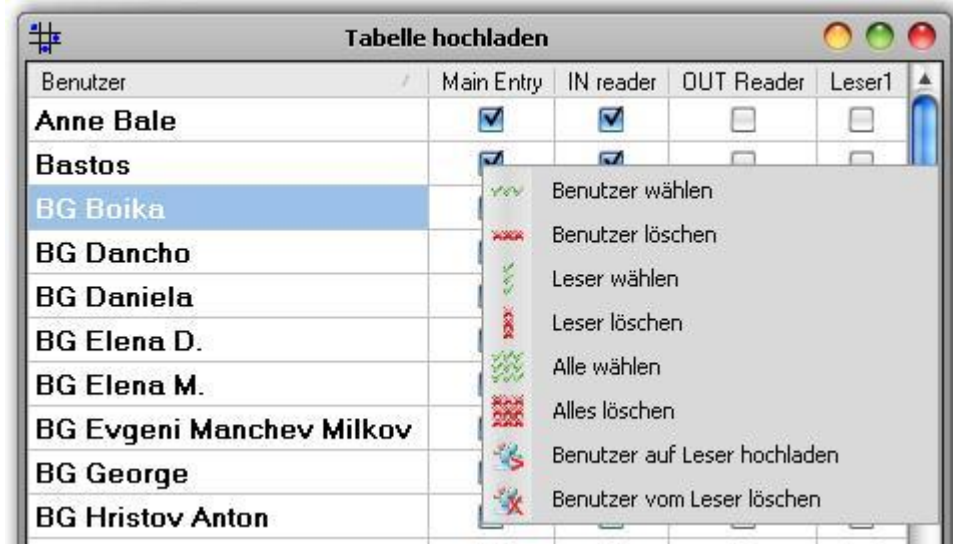 Tabelle hochladen
Benutzer Main Entry IN reader OUT Reader Leser1
Anne Bale
Bastos
BG Boika
BG Dancho
BG Daniela
BG Elena D.
BG Elena M.
BG Evgeni Manchev Milkov
BG George
BG Hristov Anton
Benutzer wählen
Benutzer löschen
Leser wählen
Leser löschen
Alle wählen
Alles löschen
Benutzer auf Leser hochladen
Benutzer vom Leser löschen